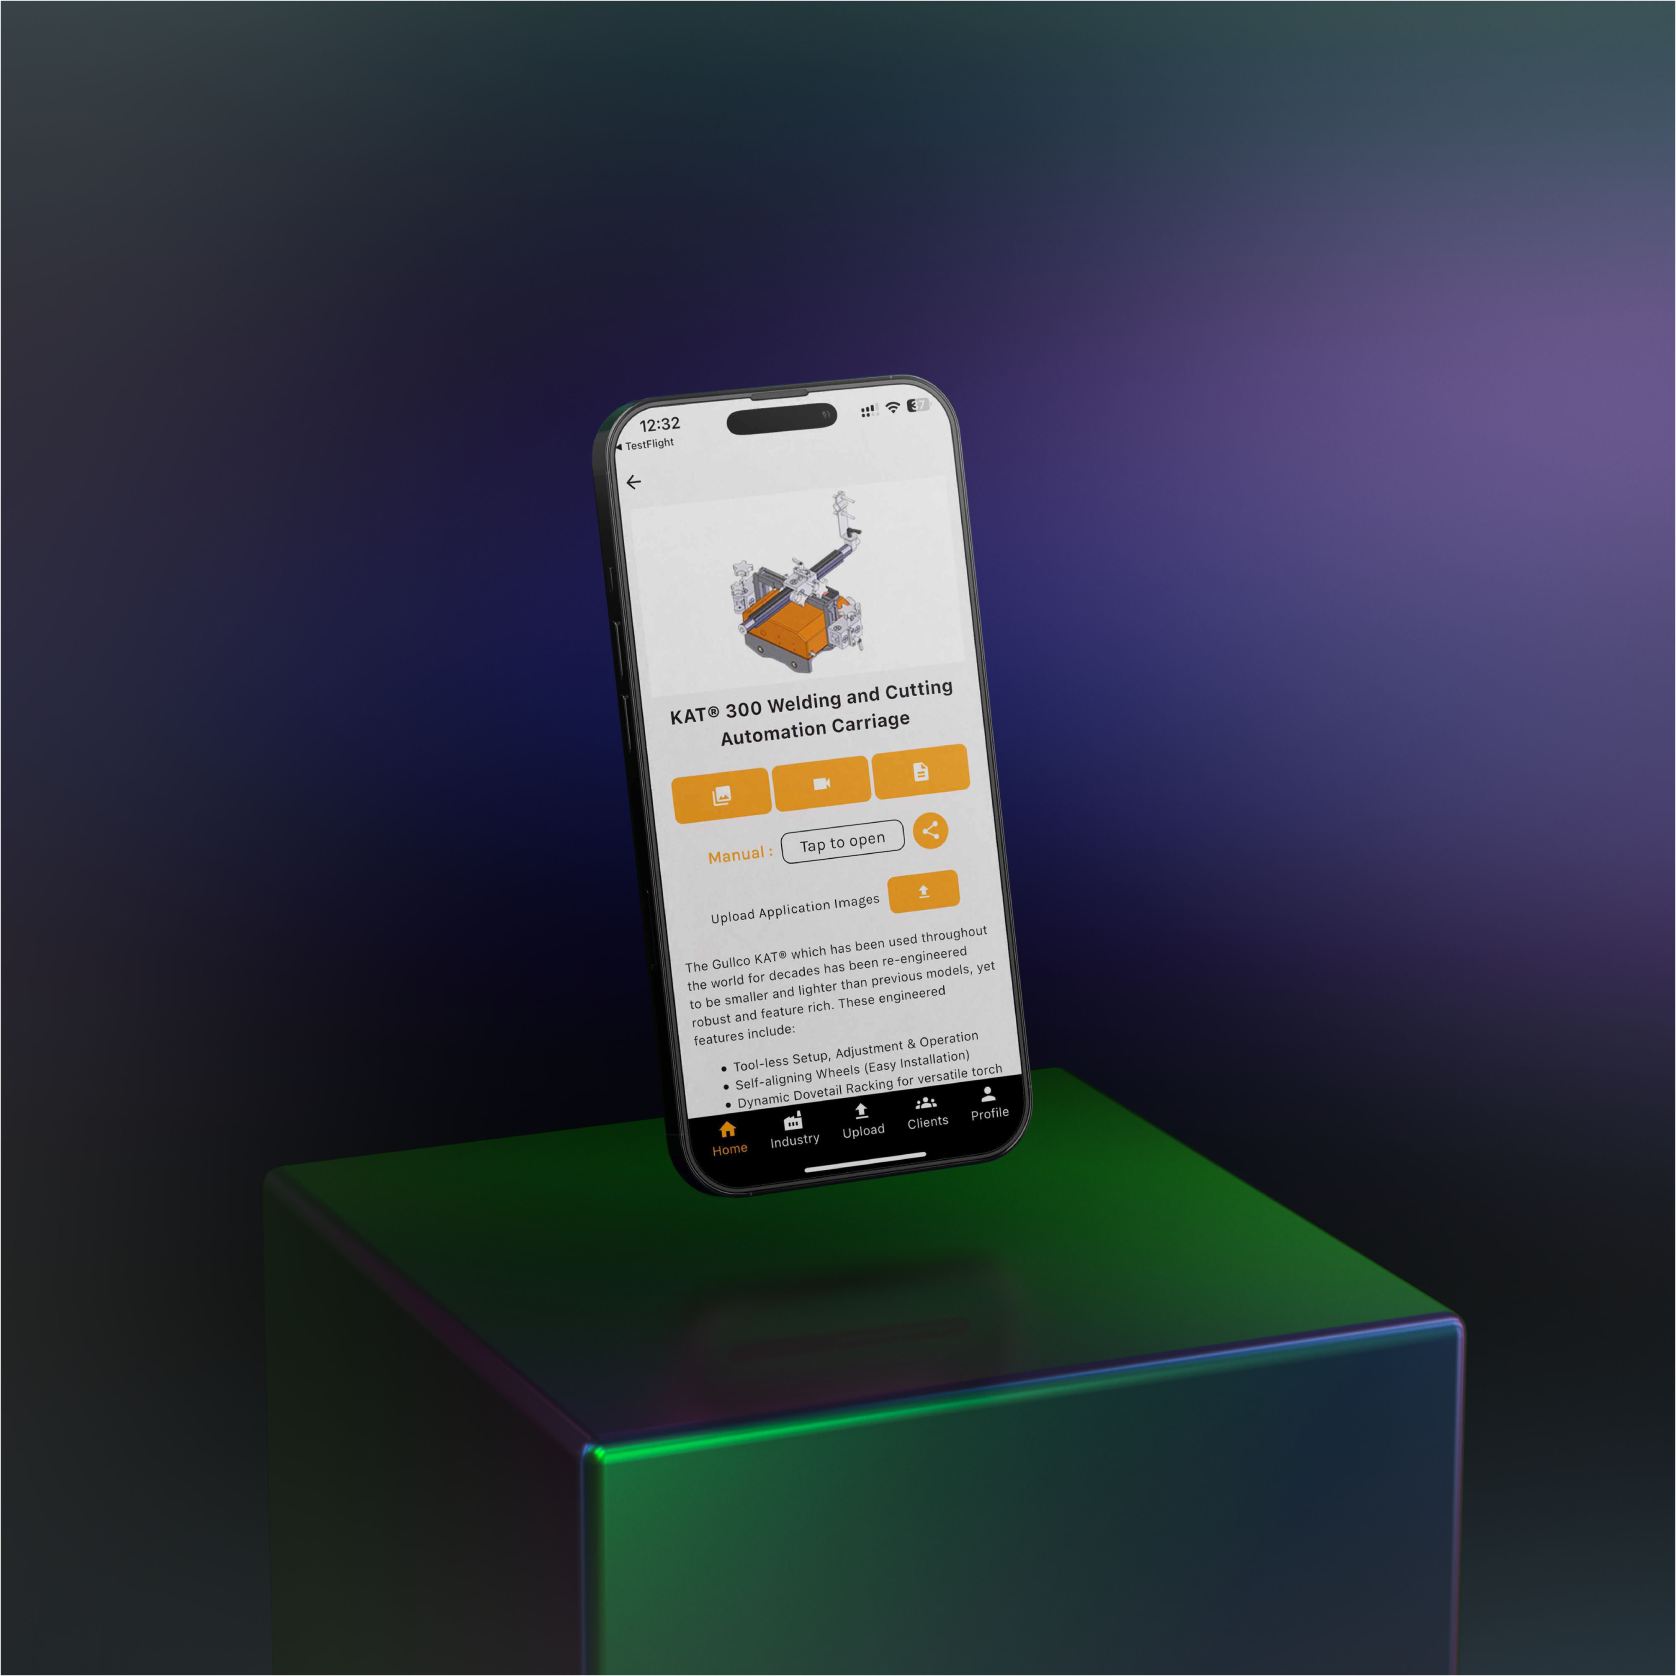 12:32
37
TestFlight
KAT® 300 Welding and Cutting
Automation Carriage
Manual :
Tap to open
Upload Application Images
The Gullco KAT® which has been used throughout
the world for decades has been re-engineered
to be smaller and lighter than previous models, yet
robust and feature rich. These engineered
features include:
• Tool-less Setup, Adjustment & Operation
• Self-aligning Wheels (Easy Installation)
• Dynamic Dovetail Racking for versatile torch
Home
Industry
Upload
Clients
Profile